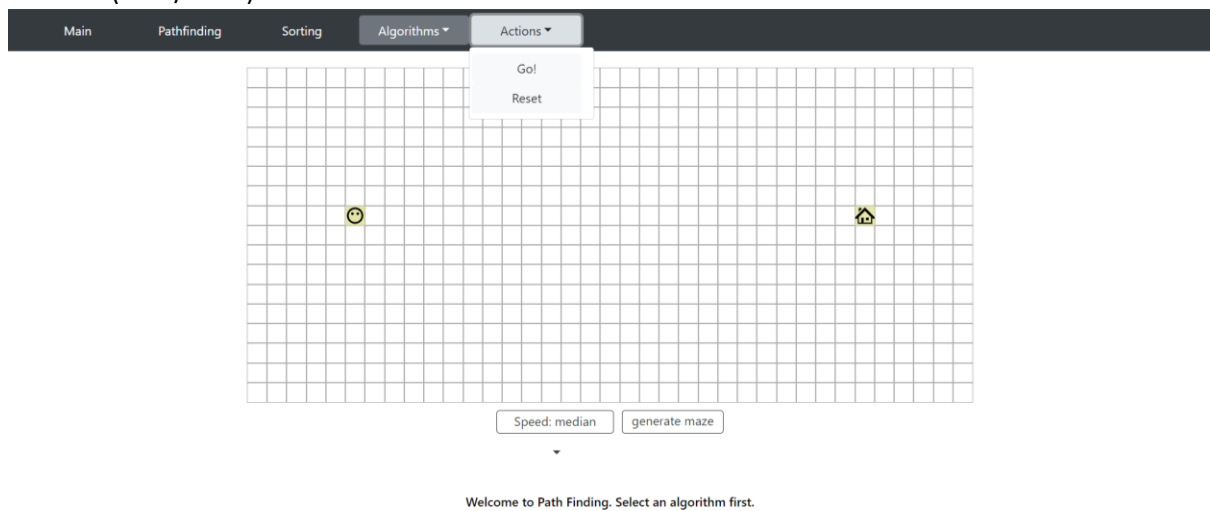 Main Pathfinding Sorting Algorithms Actions
Go!
Reset
Speed: median generate maze
Welcome to Path Finding. Select an algorithm first.